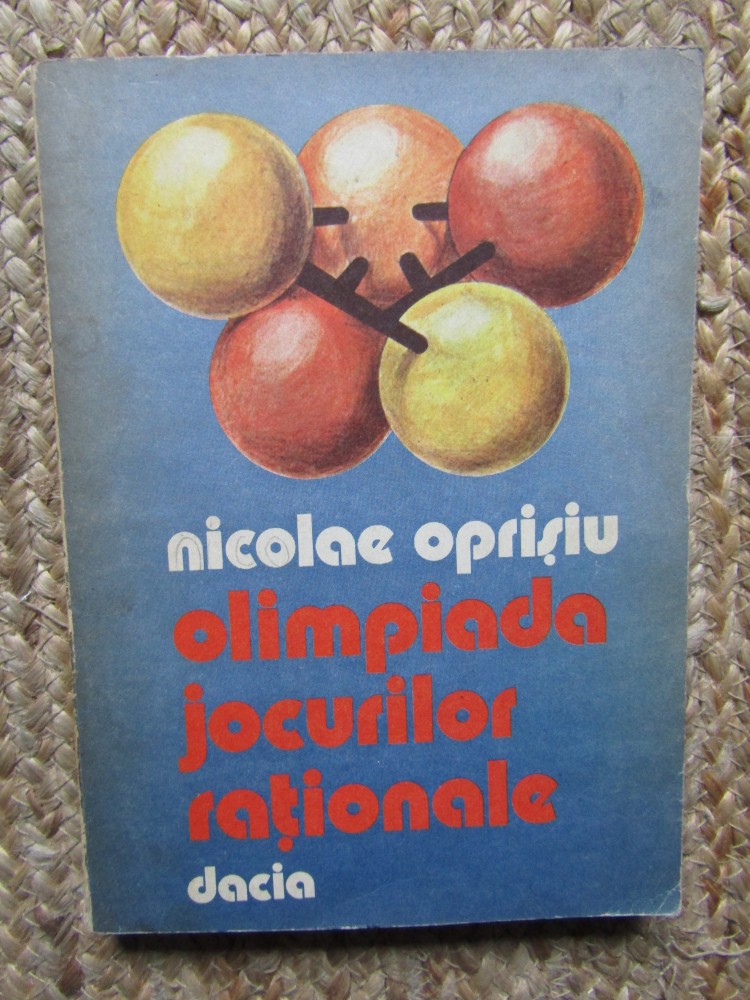 nicolae oprișiu
olimpiada
jocurilor
raționale
dacia